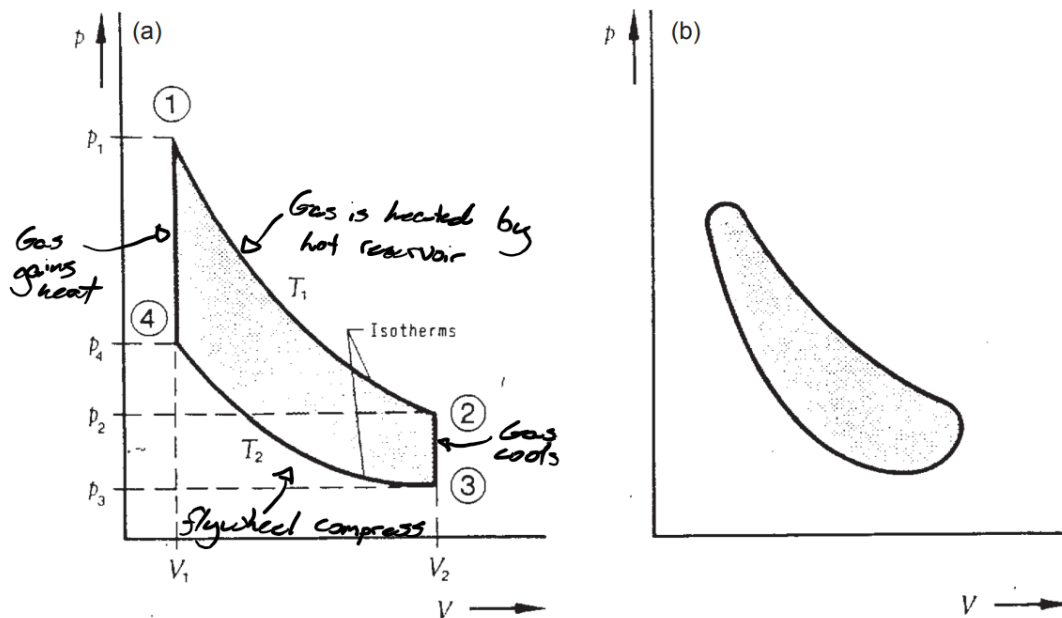 p
(a)
1
p₁
Gas is heated by
hot reservoir
Gas
gains
heat
T₁
4
Isotherms
p₄
2
p₂
Gas
cools
T₂
3
p₃
flywheel compress
V₁
V₂
V
p
(b)
V